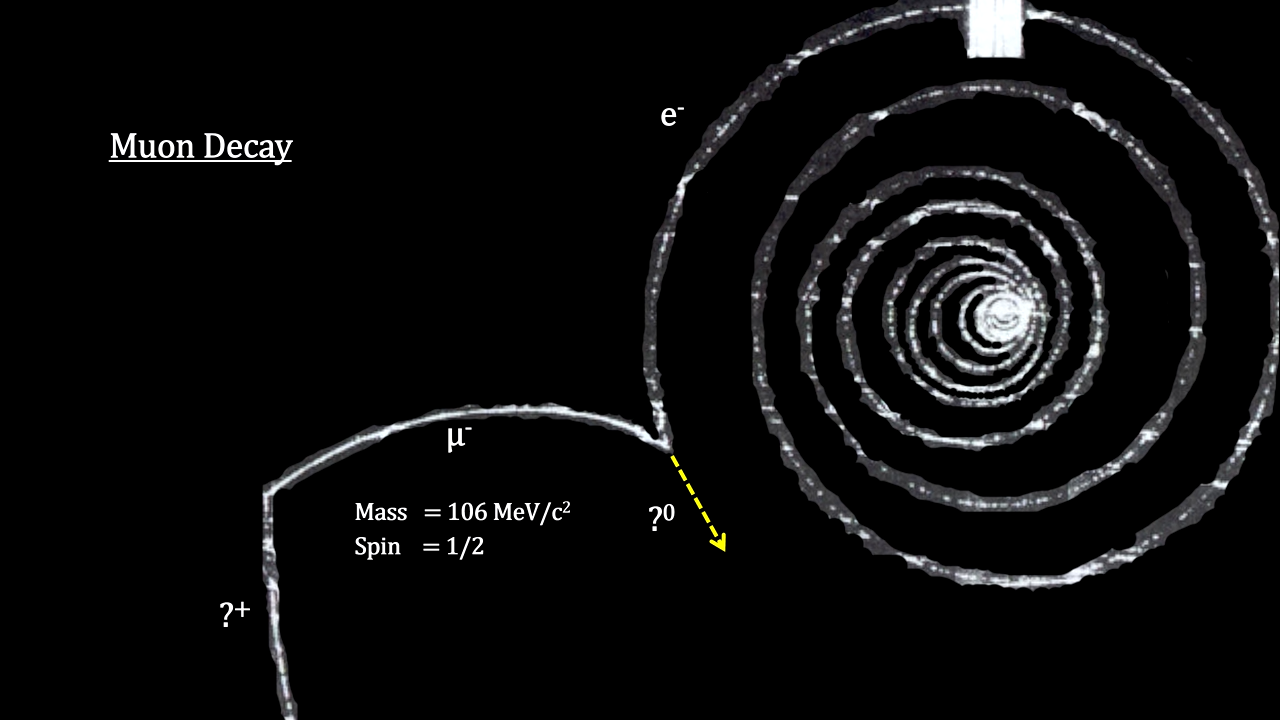 Muon Decay
e⁻
μ⁻
Mass = 106 MeV/c²
Spin = 1/2
?⁰
?⁺